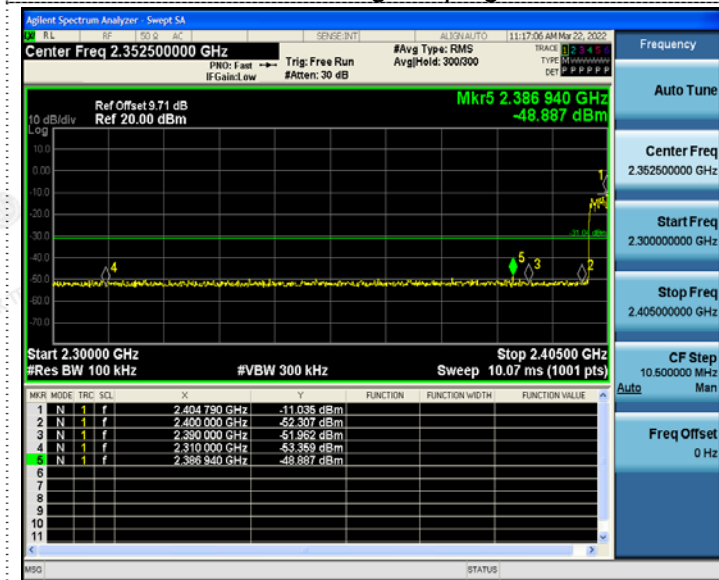 Agilent Spectrum Analyzer - Swept SA
RL RF 50 Ω AC SENSE:INT ALIGN AUTO 11:17:06 AM Mar 22, 2022
Center Freq 2.352500000 GHz
PNO: Fast
IFGain:Low
Trig: Free Run
#Atten: 30 dB
#Avg Type: RMS
Avg|Hold: 300/300
TRACE 1 2 3 4 5 6
TYPE M
DET P P P P P P
Ref Offset 9.71 dB
10 dB/div Ref 20.00 dBm
Log
Mkr5 2.386 940 GHz
-48.887 dBm
10.0
0.00
-10.0
-20.0
-30.0
-40.0
-50.0
-60.0
-70.0
1
4
5
3
2
Start 2.30000 GHz Stop 2.40500 GHz
#Res BW 100 kHz #VBW 300 kHz Sweep 10.07 ms (1001 pts)
MKR MODE TRC SCL X Y FUNCTION FUNCTION WIDTH FUNCTION VALUE
1 N 1 f 2.404 790 GHz -11.035 dBm
2 N 1 f 2.400 000 GHz -52.307 dBm
3 N 1 f 2.390 000 GHz -51.962 dBm
4 N 1 f 2.310 000 GHz -53.359 dBm
5 N 1 f 2.386 940 GHz -48.887 dBm
6
7
8
9
10
11
MSG STATUS
Frequency
Auto Tune
Center Freq
2.352500000 GHz
Start Freq
2.300000000 GHz
Stop Freq
2.405000000 GHz
CF Step
10.500000 MHz
Auto Man
Freq Offset
0 Hz